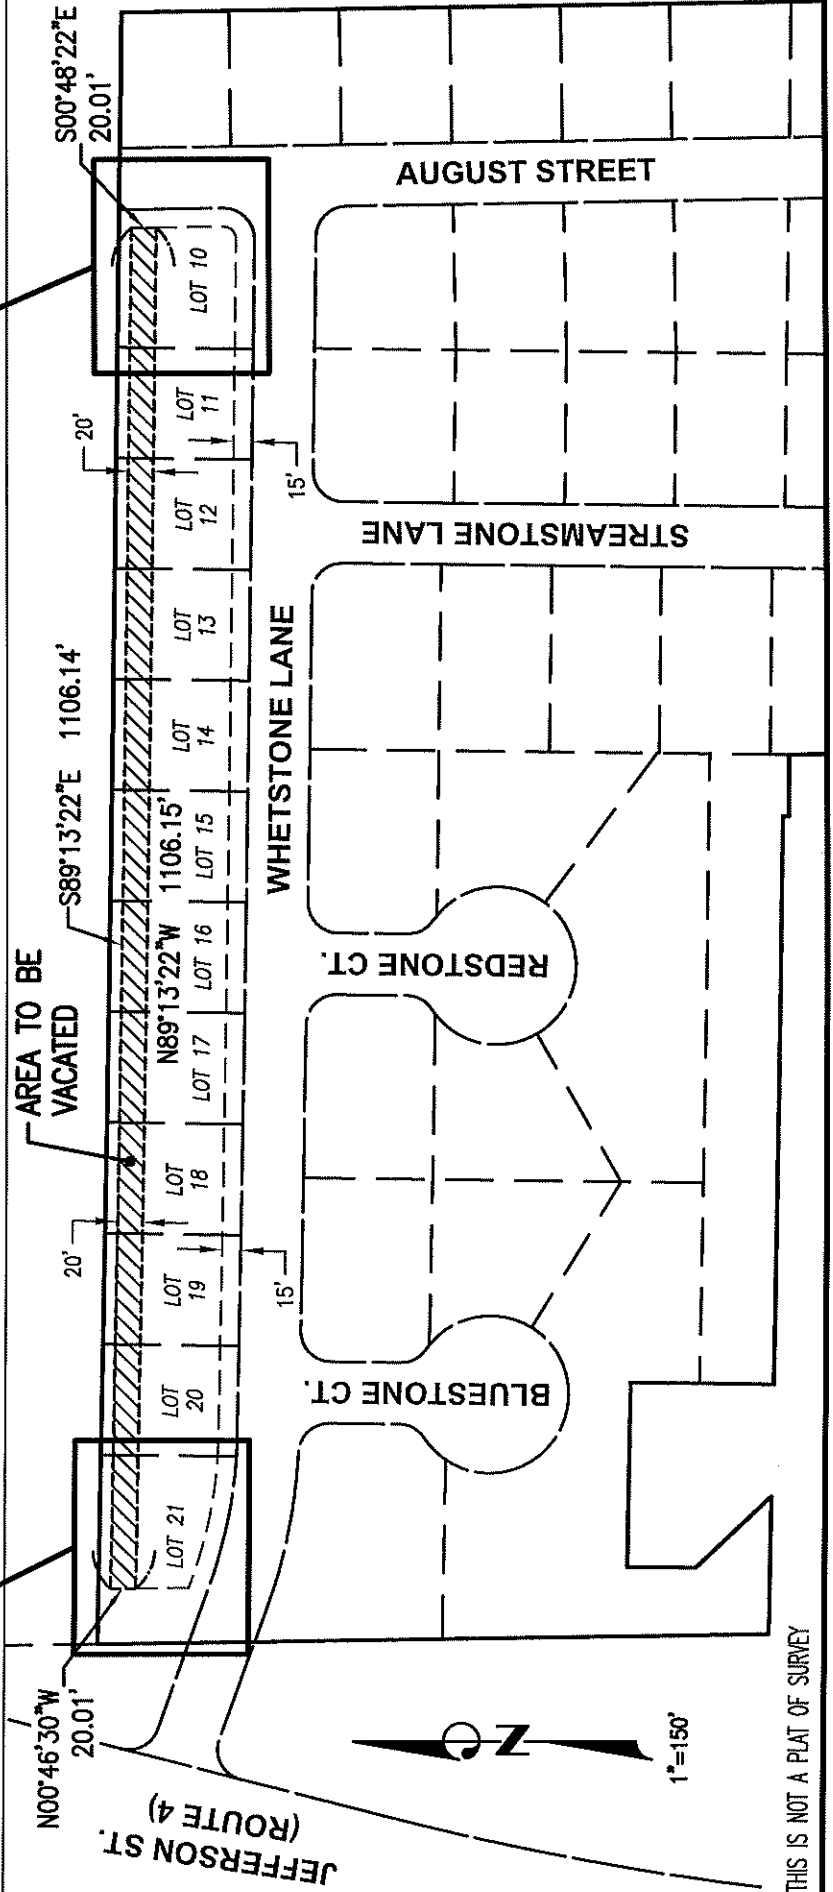 S00°48'22"E
20.01'
AUGUST STREET
LOT 10
LOT
11
20'
15'
LOT
12
STREAMSTONE LANE
LOT
13
S89°13'22"E 1106.14'
LOT
14
WHETSTONE LANE
N89°13'22"W 1106.15'
LOT 15
LOT 16
REDSTONE CT.
AREA TO BE
VACATED
LOT 17
LOT
18
20'
15'
LOT
19
LOT
20
BLUESTONE CT.
LOT 21
N00°46'30"W
20.01'
JEFFERSON ST.
(ROUTE 4)
N
1"=150'
THIS IS NOT A PLAT OF SURVEY